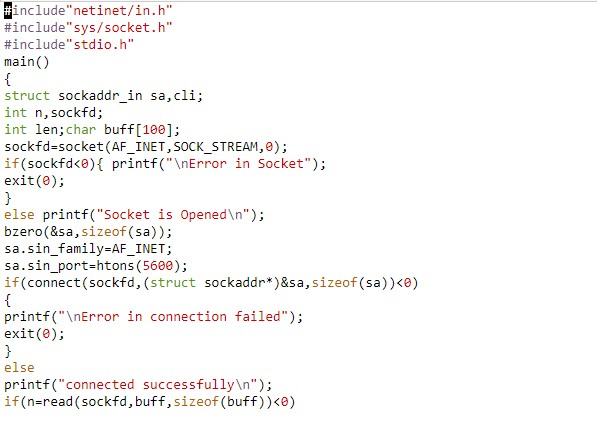 #include"netinet/in.h"
#include"sys/socket.h"
#include"stdio.h"
main()
{
struct sockaddr_in sa,cli;
int n,sockfd;
int len;char buff[100];
sockfd=socket(AF_INET,SOCK_STREAM,0);
if(sockfd<0){ printf("\nError in Socket");
exit(0);
}
else printf("Socket is Opened\n");
bzero(&sa,sizeof(sa));
sa.sin_family=AF_INET;
sa.sin_port=htons(5600);
if(connect(sockfd,(struct sockaddr*)&sa,sizeof(sa))<0)
{
printf("\nError in connection failed");
exit(0);
}
else
printf("connected successfully\n");
if(n=read(sockfd,buff,sizeof(buff))<0)